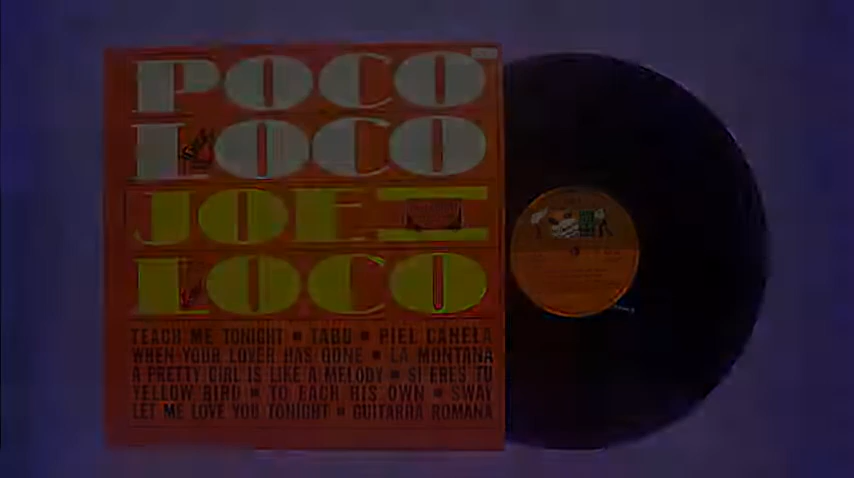 POCO
LOCO
JOE
LOCO
TEACH ME TONIGHT ▪ TABU ▪ PIEL CANELA
WHEN YOUR LOVER HAS GONE ▪ LA MONTANA
A PRETTY GIRL IS LIKE A MELODY ▪ SI ERES TU
YELLOW BIRD ▪ TO EACH HIS OWN ▪ SWAY
LET ME LOVE YOU TONIGHT ▪ GUITARRA ROMANA